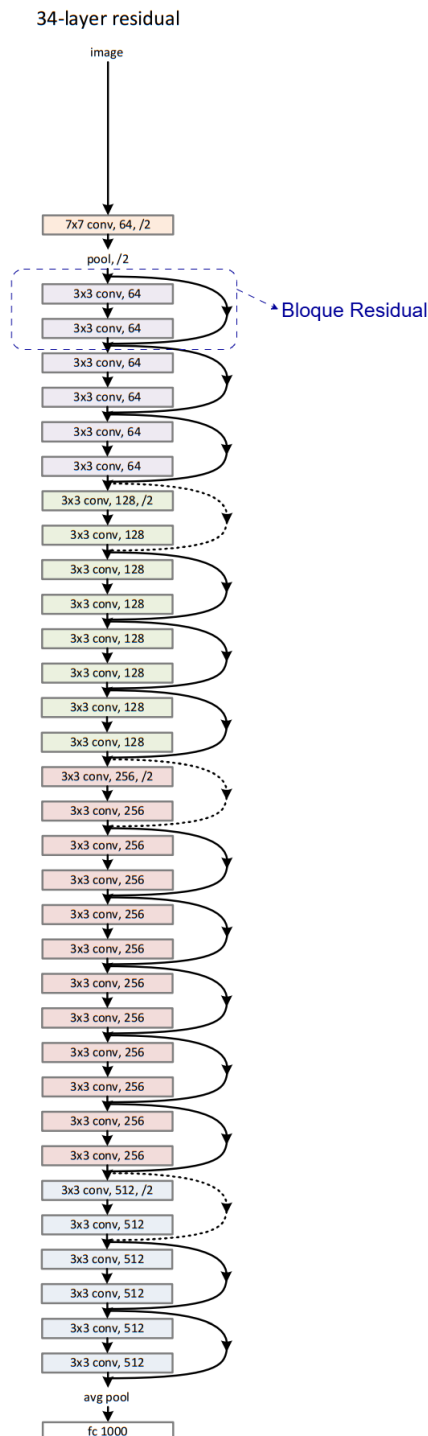 34-layer residual
image
7x7 conv, 64, /2
pool, /2
3x3 conv, 64
Bloque Residual
3x3 conv, 64
3x3 conv, 64
3x3 conv, 64
3x3 conv, 64
3x3 conv, 64
3x3 conv, 128, /2
3x3 conv, 128
3x3 conv, 128
3x3 conv, 128
3x3 conv, 128
3x3 conv, 128
3x3 conv, 128
3x3 conv, 128
3x3 conv, 256, /2
3x3 conv, 256
3x3 conv, 256
3x3 conv, 256
3x3 conv, 256
3x3 conv, 256
3x3 conv, 256
3x3 conv, 256
3x3 conv, 256
3x3 conv, 256
3x3 conv, 256
3x3 conv, 256
3x3 conv, 512, /2
3x3 conv, 512
3x3 conv, 512
3x3 conv, 512
3x3 conv, 512
3x3 conv, 512
avg pool
fc 1000